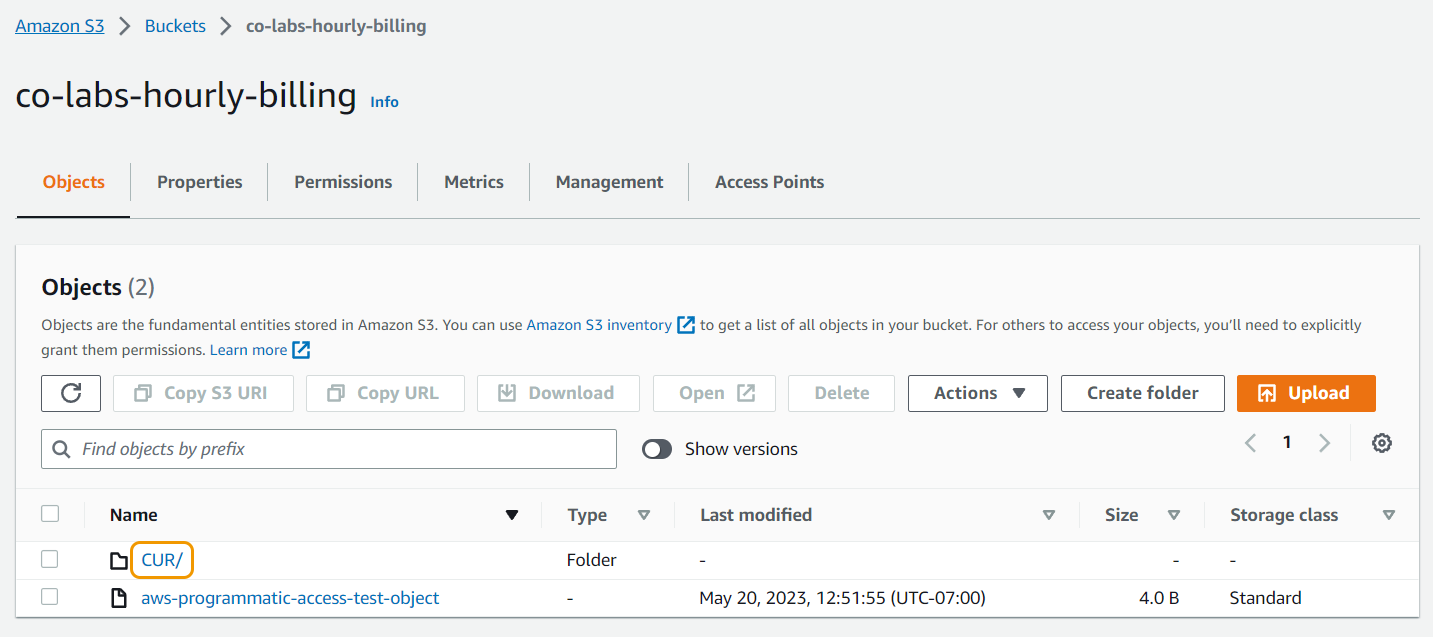 Amazon S3 > Buckets > co-labs-hourly-billing
co-labs-hourly-billing Info
Objects Properties Permissions Metrics Management Access Points
Objects (2)
Objects are the fundamental entities stored in Amazon S3. You can use Amazon S3 inventory to get a list of all objects in your bucket. For others to access your objects, you’ll need to explicitly
grant them permissions. Learn more
Copy S3 URI Copy URL Download Open Delete Actions Create folder Upload
Find objects by prefix Show versions 1
Name Type Last modified Size Storage class
CUR/ Folder - - -
aws-programmatic-access-test-object - May 20, 2023, 12:51:55 (UTC-07:00) 4.0 B Standard